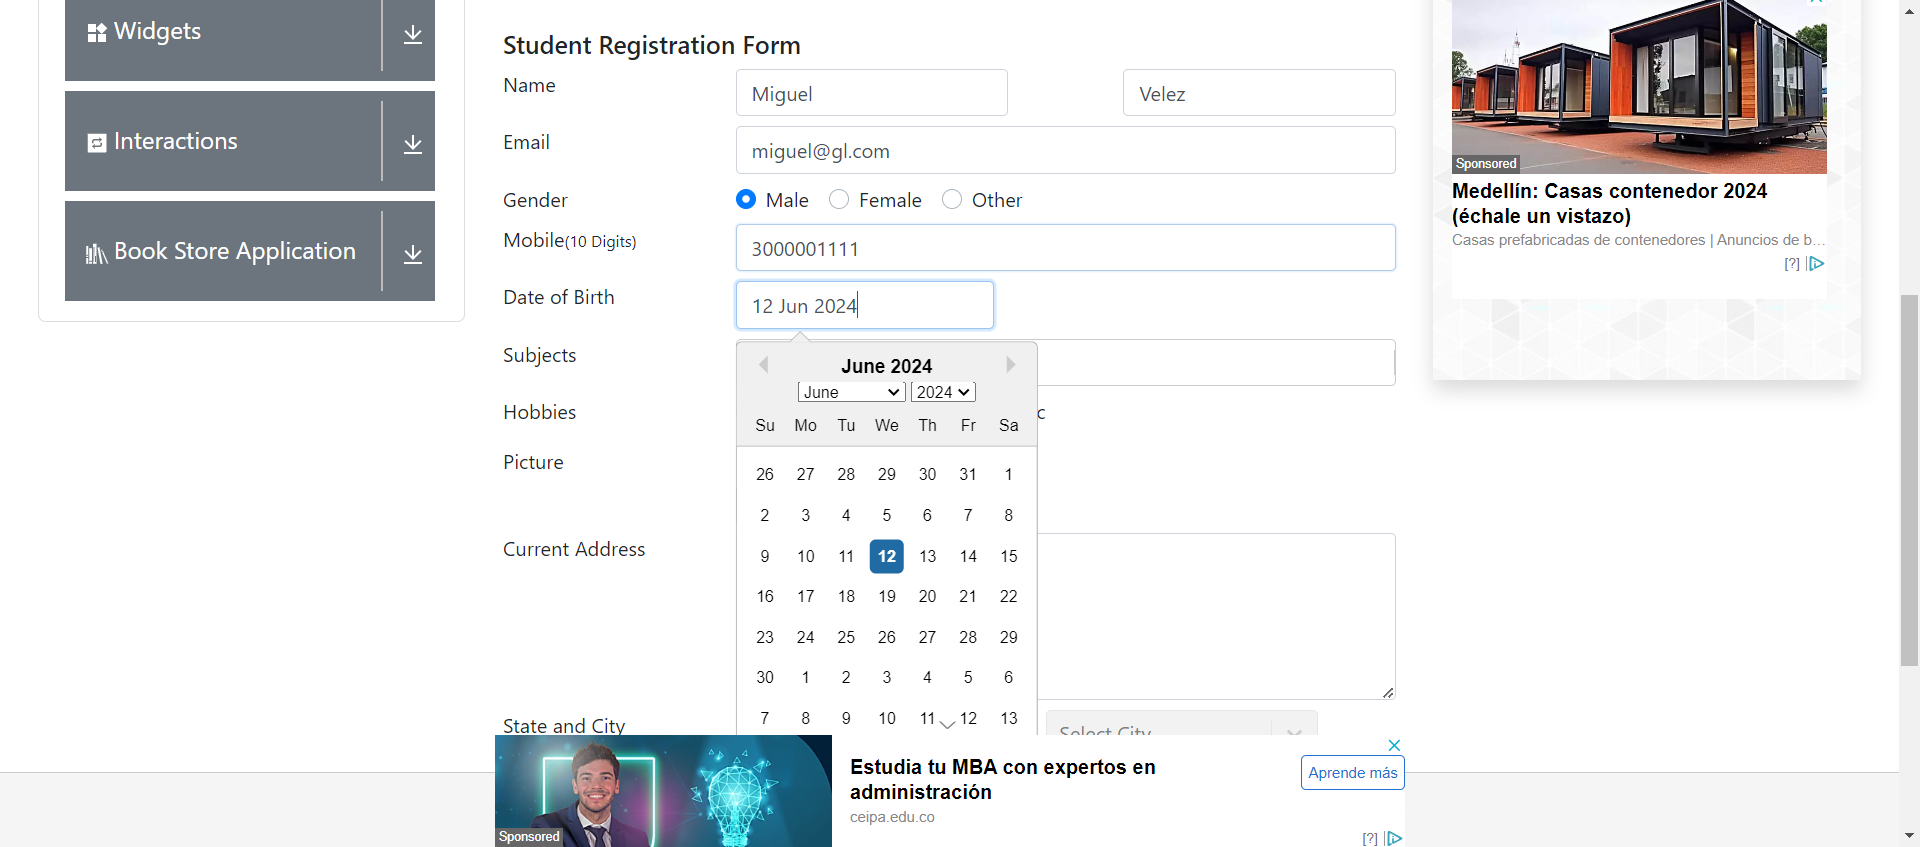 Widgets
Interactions
Book Store Application
Student Registration Form
Name
Miguel
Velez
Email
miguel@gl.com
Gender
Male
Female
Other
Mobile(10 Digits)
3000001111
Date of Birth
12 Jun 2024
Subjects
June 2024
June
2024
Su Mo Tu We Th Fr Sa
26 27 28 29 30 31 1
2 3 4 5 6 7 8
9 10 11 12 13 14 15
16 17 18 19 20 21 22
23 24 25 26 27 28 29
30 1 2 3 4 5 6
7 8 9 10 11 12 13
Hobbies
c
Picture
Current Address
State and City
Select City
Sponsored
Medellín: Casas contenedor 2024
(échale un vistazo)
Casas prefabricadas de contenedores | Anuncios de b...
[?]
Estudia tu MBA con expertos en
administración
ceipa.edu.co
Aprende más
Sponsored
[?]